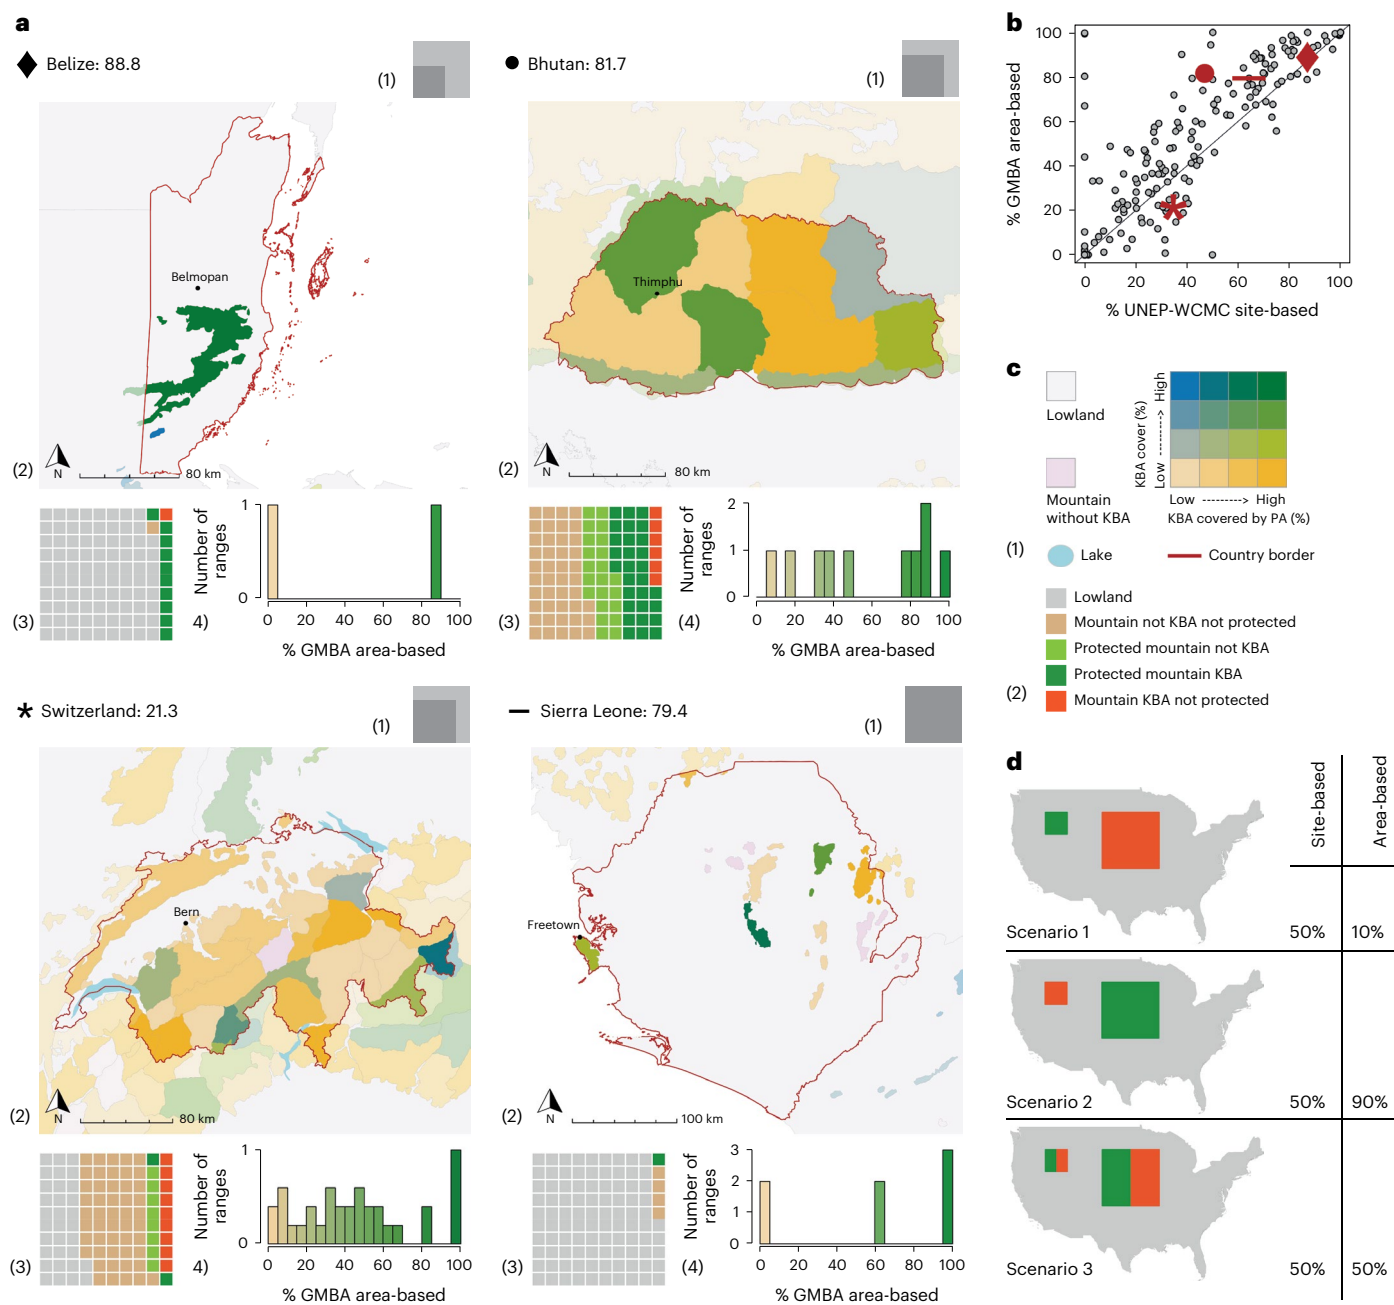 a
Belize: 88.8
(1)
Belmopan
N
80 km
(2)
(3)
4)
Number of
ranges
1
0
0 20 40 60 80 100
% GMBA area-based
Bhutan: 81.7
(1)
Thimphu
N
80 km
(2)
(3)
(4)
Number of
ranges
2
1
0
0 20 40 60 80 100
% GMBA area-based
Switzerland: 21.3
(1)
Bern
N
80 km
(2)
(3)
4)
Number of
ranges
1
0
0 20 40 60 80 100
% GMBA area-based
Sierra Leone: 79.4
(1)
Freetown
N
100 km
(2)
(3)
(4)
Number of
ranges
3
2
1
0
0 20 40 60 80 100
% GMBA area-based
b
% GMBA area-based
100
80
60
40
20
0
0 20 40 60 80 100
% UNEP-WCMC site-based
c
Lowland
Mountain
without KBA
KBA cover (%)
Low --------> High
Low --------> High
KBA covered by PA (%)
(1)
Lake
Country border
Lowland
Mountain not KBA not protected
Protected mountain not KBA
Protected mountain KBA
(2)
Mountain KBA not protected
d
Site-based
Area-based
Scenario 1 50% 10%
Scenario 2 50% 90%
Scenario 3 50% 50%